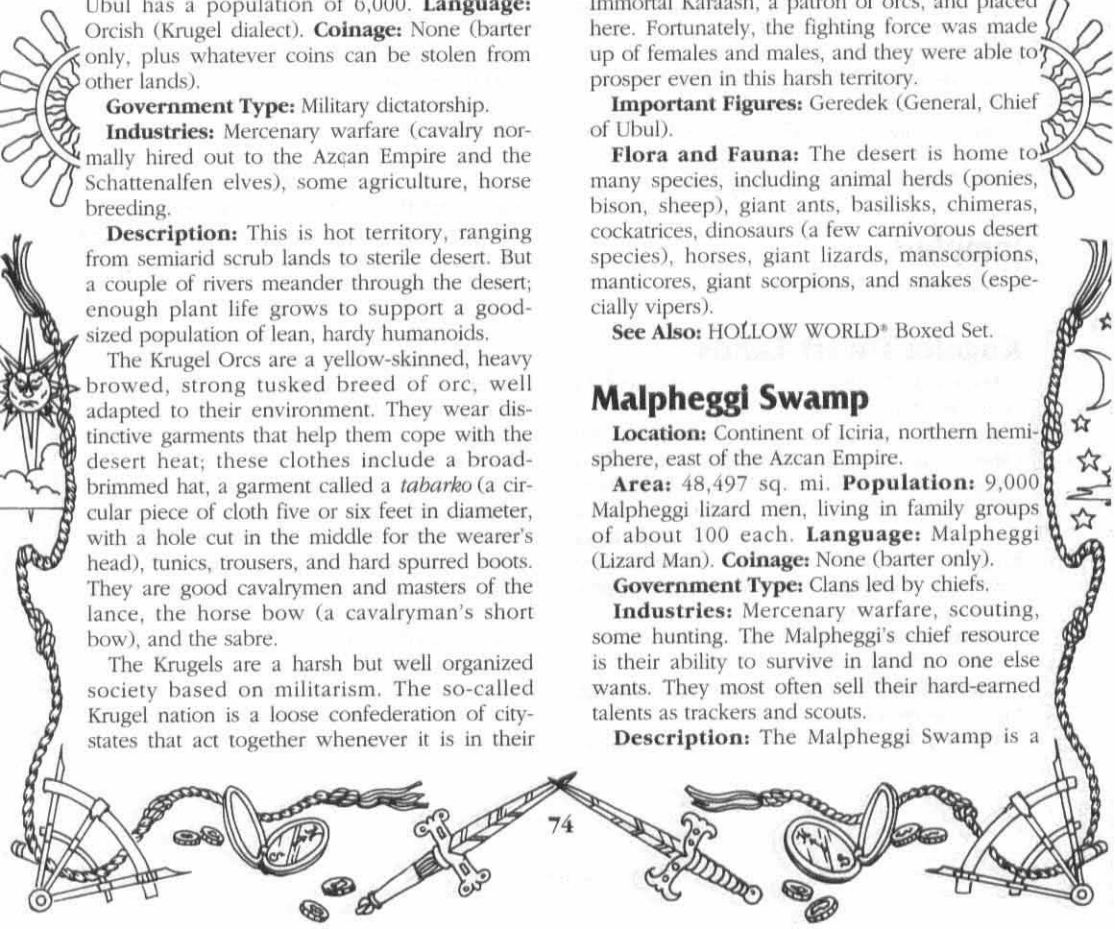 Ubul has a population of 6,000. Language:
Orcish (Krugel dialect). Coinage: None (barter
only, plus whatever coins can be stolen from
other lands).
Government Type: Military dictatorship.
Industries: Mercenary warfare (cavalry nor-
mally hired out to the Azcan Empire and the
Schattenalfen elves), some agriculture, horse
breeding.
Description: This is hot territory, ranging
from semiarid scrub lands to sterile desert. But
a couple of rivers meander through the desert;
enough plant life grows to support a good-
sized population of lean, hardy humanoids.
The Krugel Orcs are a yellow-skinned, heavy
browed, strong tusked breed of orc, well
adapted to their environment. They wear dis-
tinctive garments that help them cope with the
desert heat; these clothes include a broad-
brimmed hat, a garment called a tabarko (a cir-
cular piece of cloth five or six feet in diameter,
with a hole cut in the middle for the wearer's
head), tunics, trousers, and hard spurred boots.
They are good cavalrymen and masters of the
lance, the horse bow (a cavalryman's short
bow), and the sabre.
The Krugels are a harsh but well organized
society based on militarism. The so-called
Krugel nation is a loose confederation of city-
states that act together whenever it is in their
Immortal Karaash, a patron of orcs, and placed
here. Fortunately, the fighting force was made
up of females and males, and they were able to
prosper even in this harsh territory.
Important Figures: Geredek (General, Chief
of Ubul).
Flora and Fauna: The desert is home to
many species, including animal herds (ponies,
bison, sheep), giant ants, basilisks, chimeras,
cockatrices, dinosaurs (a few carnivorous desert
species), horses, giant lizards, manscorpions,
manticores, giant scorpions, and snakes (espe-
cially vipers).
See Also: HOLLOW WORLD® Boxed Set.
Malpheggi Swamp
Location: Continent of Iciria, northern hemi-
sphere, east of the Azcan Empire.
Area: 48,497 sq. mi. Population: 9,000
Malpheggi lizard men, living in family groups
of about 100 each. Language: Malpheggi
(Lizard Man). Coinage: None (barter only).
Government Type: Clans led by chiefs.
Industries: Mercenary warfare, scouting,
some hunting. The Malpheggi's chief resource
is their ability to survive in land no one else
wants. They most often sell their hard-earned
talents as trackers and scouts.
Description: The Malpheggi Swamp is a
74